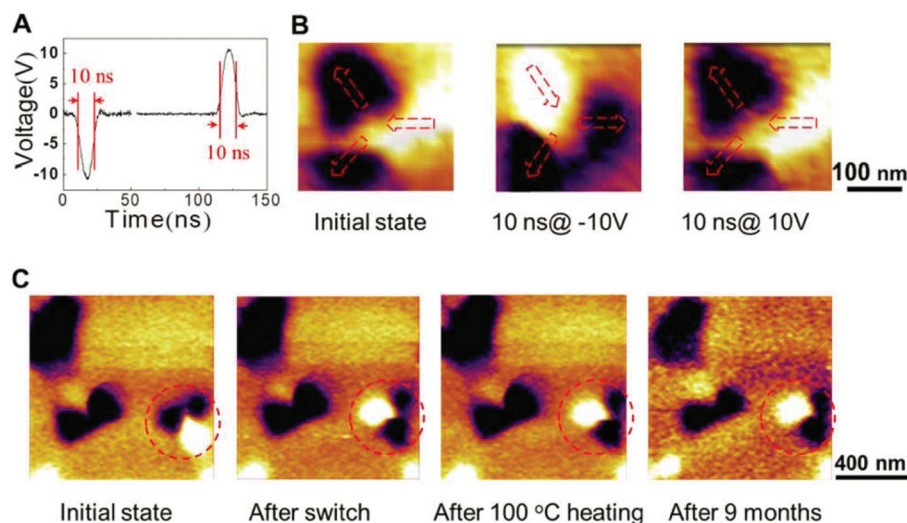 A
Voltage(V)
10
5
0
-5
-10
10 ns
10 ns
0
50
100
150
Time(ns)
B
Initial state
10 ns@ -10V
10 ns@ 10V
100 nm
C
Initial state
After switch
After 100 °C heating
After 9 months
400 nm